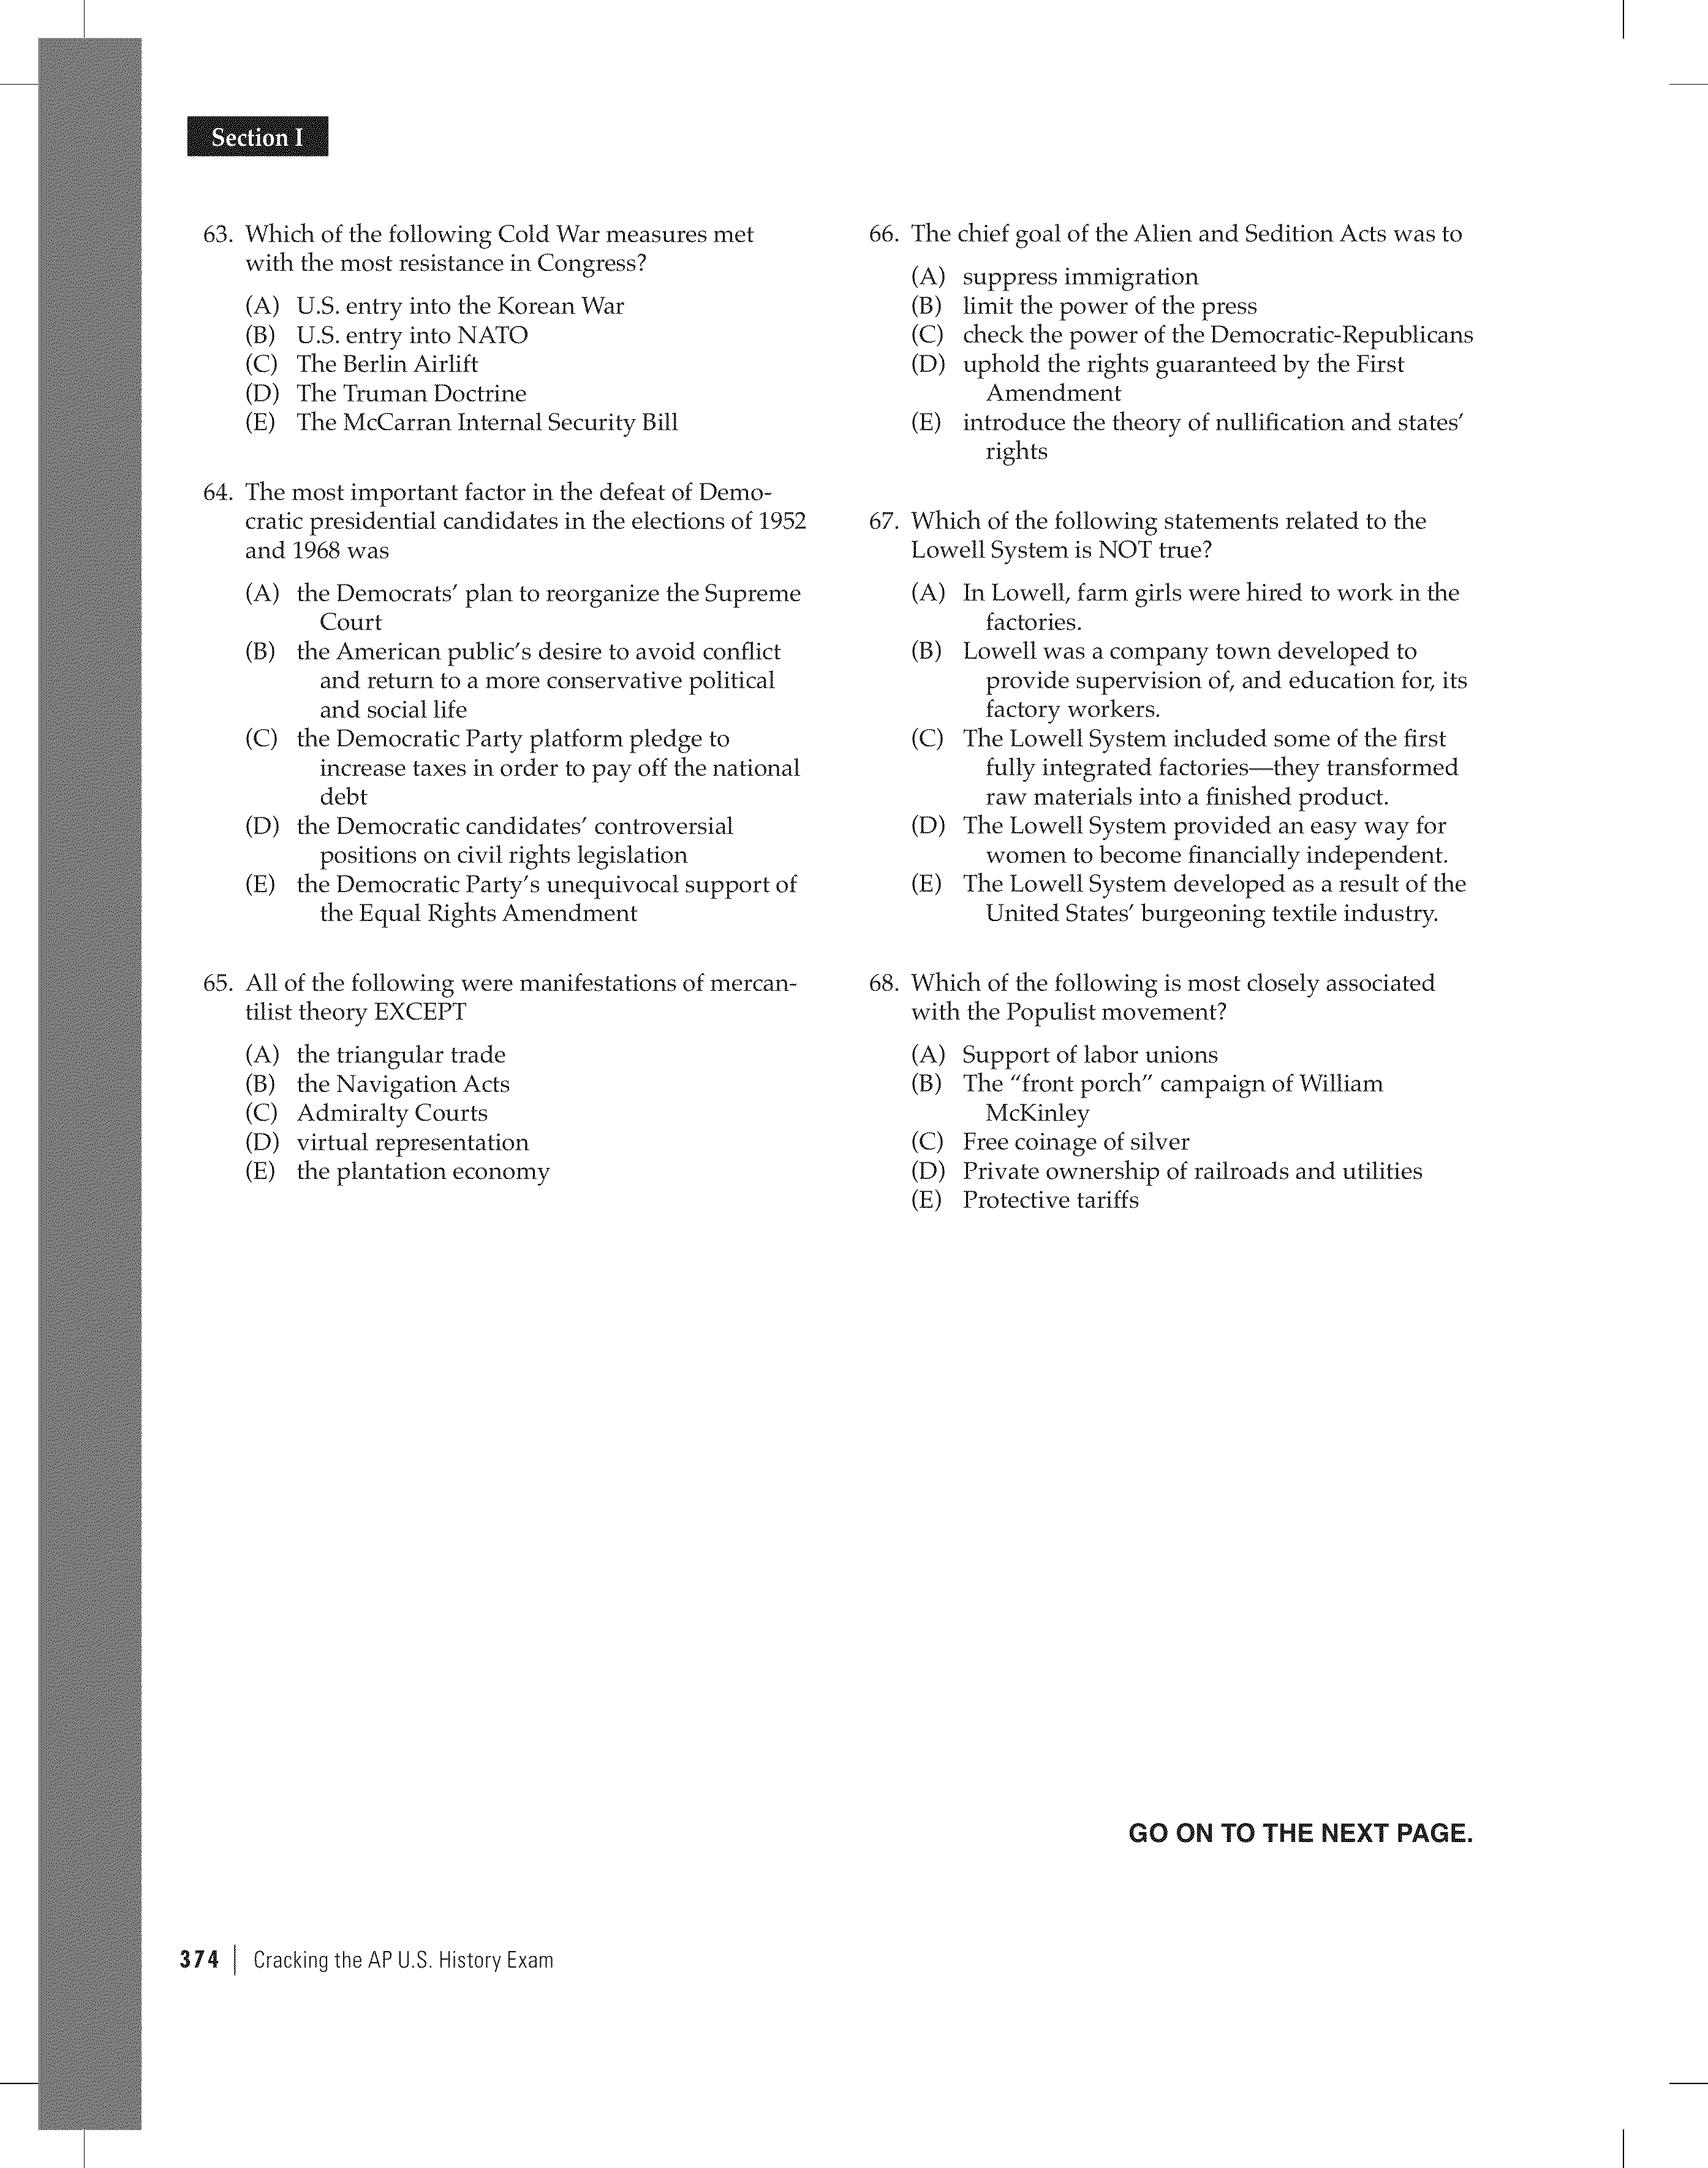 Section I
63. Which of the following Cold War measures met
with the most resistance in Congress?
(A) U.S. entry into the Korean War
(B) U.S. entry into NATO
(C) The Berlin Airlift
(D) The Truman Doctrine
(E) The McCarran Internal Security Bill
64. The most important factor in the defeat of Demo-
cratic presidential candidates in the elections of 1952
and 1968 was
(A) the Democrats' plan to reorganize the Supreme
Court
(B) the American public's desire to avoid conflict
and return to a more conservative political
and social life
(C) the Democratic Party platform pledge to
increase taxes in order to pay off the national
debt
(D) the Democratic candidates' controversial
positions on civil rights legislation
(E) the Democratic Party's unequivocal support of
the Equal Rights Amendment
65. All of the following were manifestations of mercan-
tilist theory EXCEPT
(A) the triangular trade
(B) the Navigation Acts
(C) Admiralty Courts
(D) virtual representation
(E) the plantation economy
66. The chief goal of the Alien and Sedition Acts was to
(A) suppress immigration
(B) limit the power of the press
(C) check the power of the Democratic-Republicans
(D) uphold the rights guaranteed by the First
Amendment
(E) introduce the theory of nullification and states'
rights
67. Which of the following statements related to the
Lowell System is NOT true?
(A) In Lowell, farm girls were hired to work in the
factories.
(B) Lowell was a company town developed to
provide supervision of, and education for, its
factory workers.
(C) The Lowell System included some of the first
fully integrated factories—they transformed
raw materials into a finished product.
(D) The Lowell System provided an easy way for
women to become financially independent.
(E) The Lowell System developed as a result of the
United States' burgeoning textile industry.
68. Which of the following is most closely associated
with the Populist movement?
(A) Support of labor unions
(B) The "front porch" campaign of William
McKinley
(C) Free coinage of silver
(D) Private ownership of railroads and utilities
(E) Protective tariffs
GO ON TO THE NEXT PAGE.
374 | Cracking the AP U.S. History Exam